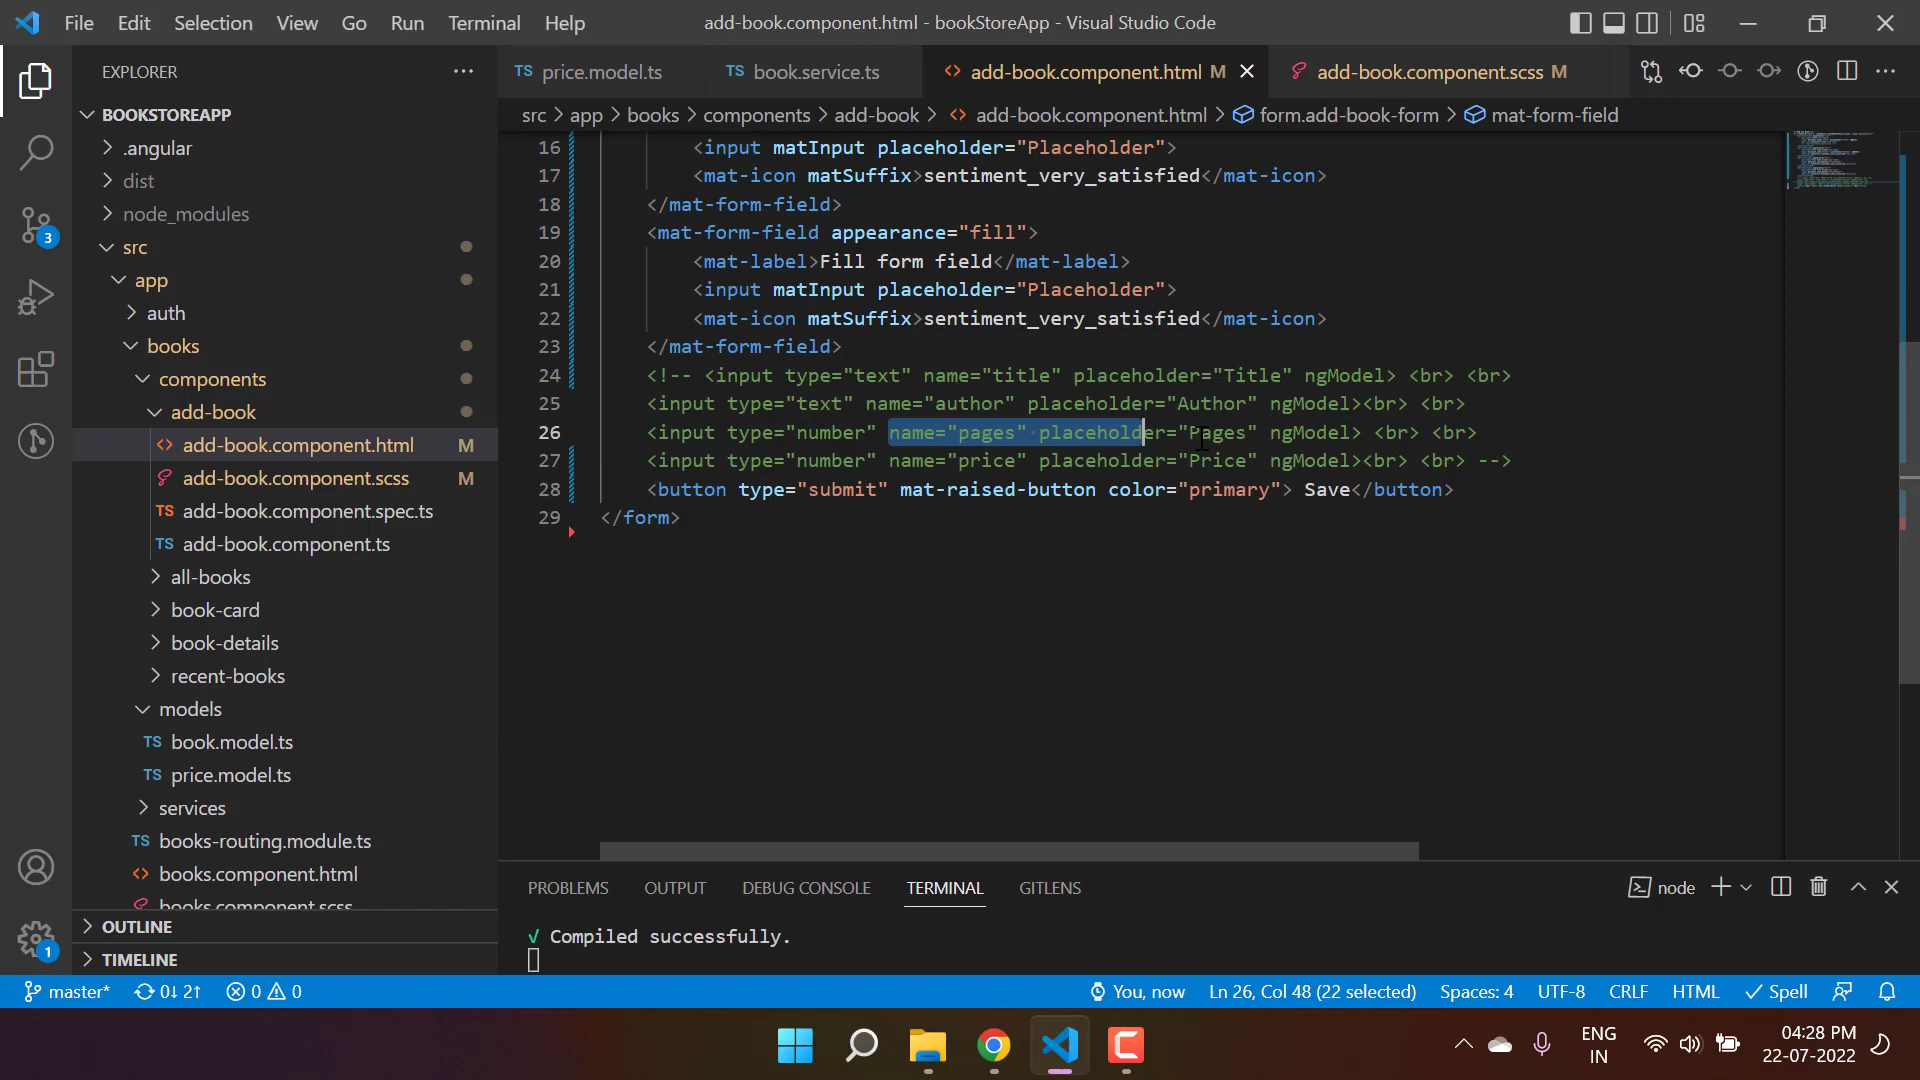 File Edit Selection View Go Run Terminal Help
add-book.component.html - bookStoreApp - Visual Studio Code
EXPLORER
BOOKSTOREAPP
.angular
dist
node_modules
src
app
auth
books
components
add-book
add-book.component.html M
add-book.component.scss M
add-book.component.spec.ts
add-book.component.ts
all-books
book-card
book-details
recent-books
models
book.model.ts
price.model.ts
services
books-routing.module.ts
books.component.html
books.component.scss
OUTLINE
TIMELINE
TS price.model.ts TS book.service.ts add-book.component.html M add-book.component.scss M
src > app > books > components > add-book > add-book.component.html > form.add-book-form > mat-form-field
16 <input matInput placeholder="Placeholder">
17 <mat-icon matSuffix>sentiment_very_satisfied</mat-icon>
18 </mat-form-field>
19 <mat-form-field appearance="fill">
20 <mat-label>Fill form field</mat-label>
21 <input matInput placeholder="Placeholder">
22 <mat-icon matSuffix>sentiment_very_satisfied</mat-icon>
23 </mat-form-field>
24 <!-- <input type="text" name="title" placeholder="Title" ngModel> <br> <br>
25 <input type="text" name="author" placeholder="Author" ngModel><br> <br>
26 <input type="number" name="pages" placeholder="Pages" ngModel> <br> <br>
27 <input type="number" name="price" placeholder="Price" ngModel><br> <br> -->
28 <button type="submit" mat-raised-button color="primary"> Save</button>
29 </form>
PROBLEMS OUTPUT DEBUG CONSOLE TERMINAL GITLENS
node
√ Compiled successfully.
3
1
master* 0↓ 2↑ 0 0
You, now Ln 26, Col 48 (22 selected) Spaces: 4 UTF-8 CRLF HTML Spell
ENG
IN
04:28 PM
22-07-2022